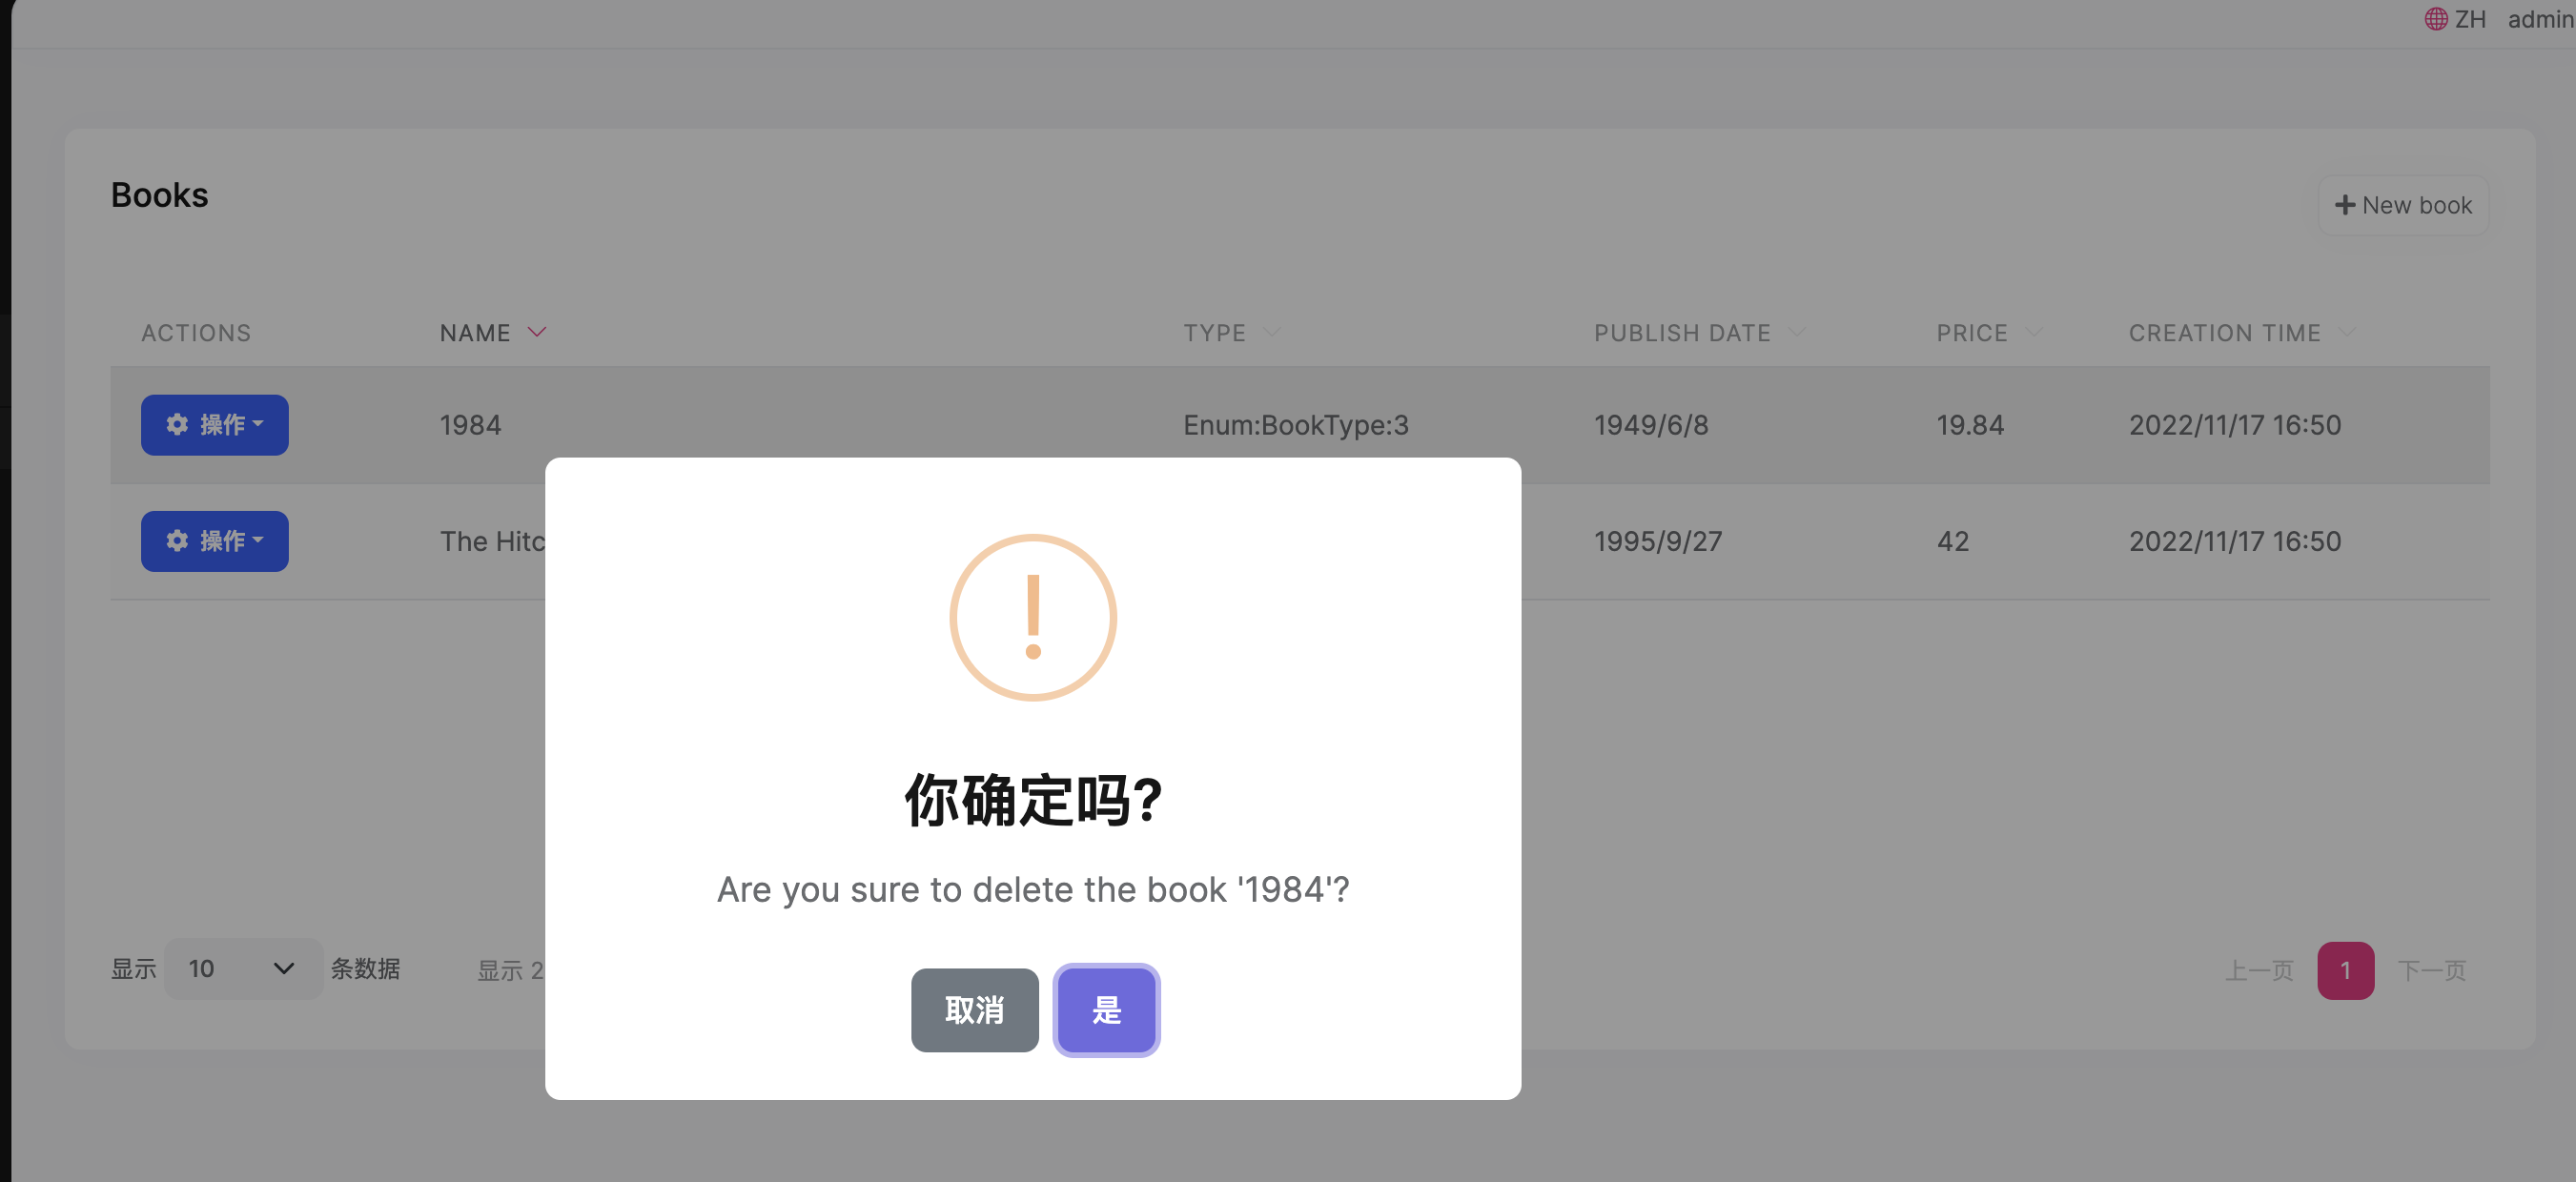 ZH admin
Books
New book
ACTIONS NAME TYPE PUBLISH DATE PRICE CREATION TIME
操作 1984 Enum:BookType:3 1949/6/8 19.84 2022/11/17 16:50
操作 The Hitc 1995/9/27 42 2022/11/17 16:50
你确定吗?
Are you sure to delete the book '1984'?
取消 是
显示 10 条数据 显示 2 上一页 1 下一页